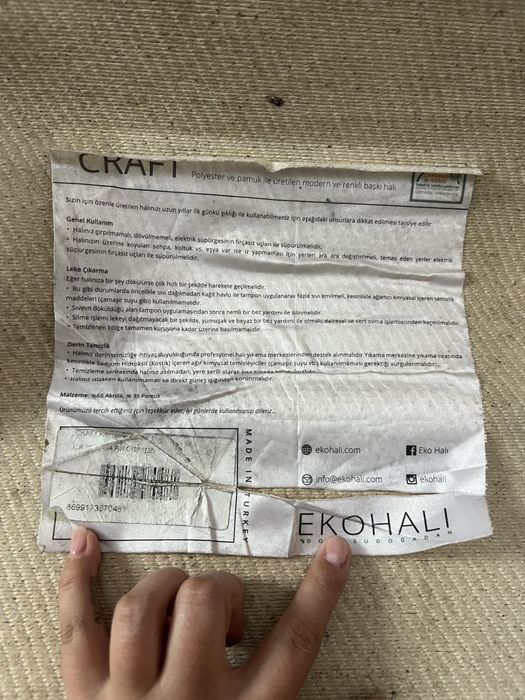 CRAFT
Polyester ve pamuk ile üretilen modern ve renkli baskı halı
Sizin için özenle üretilen halınızı uzun yıllar ilk günkü şıklığı ile kullanabilmeniz için aşağıdaki unsurlara dikkat edilmesi tavsiye edilir.
Genel Kullanım
• Halınız çırpılmamalı, dövülmemeli, elektrik süpürgesinin fırçasız uçları ile süpürülmelidir.
• Halınızın üzerine koyulan sehpa, koltuk vs. eşya var ise iz yapmaması için yerleri ara ara değiştirilmeli, temas eden yerler elektrik
süpürgesinin fırçasız uçları ile süpürülmelidir.
Leke Çıkarma
Eğer halınıza bir şey dökülürse çok hızlı bir şekilde harekete geçilmelidir.
• Bu gibi durumlarda öncelikle sıvı dağılmadan kağıt havlu ile tampon uygulanarak fazla sıvı emilmeli, kesinlikle ağartıcı kimyasal içeren temizlik
maddeleri (çamaşır suyu gibi) kullanılmamalıdır.
• Sıvının döküldüğü alan tampon uygulamasından sonra nemli bir bez yardımı ile silinmelidir.
• Silme işlemi lekeyi dağıtmayacak bir şekilde, yumuşak ve beyaz bir bez yardımı ile olmalı, dairesel ve sert ovma işlemlerinden kaçınılmalıdır.
• Temizlenen bölge tamamen kuruyana kadar üzerine basılmamalıdır.
Derin Temizlik
• Halınız derin temizliğe ihtiyaç duyulduğunda profesyonel halı yıkama merkezlerinden destek alınmalıdır. Yıkama merkezine yıkama sırasında
kesinlikle Sodyum Hidroksit (Kostik) içeren ağır kimyasal temizleyiciler (çamaşır suyu vb.) kullanılmaması gerektiği vurgulanmalıdır.
• Temizleme sonrasında halınız asılmadan, yere serili olarak
• Halınız ıslakken kullanılmamalı ve direkt güneş ışığından korunmalıdır.
Malzeme: %65 Akrilik, % 35 Pamuk
Ürünümüzü tercih ettiğiniz için teşekkür eder, iyi günlerde kullanmanızı dileriz...
MADE IN TURKEY
ekohali.com
Eko Halı
info@ekohali.com
ekohali
EKOHALI